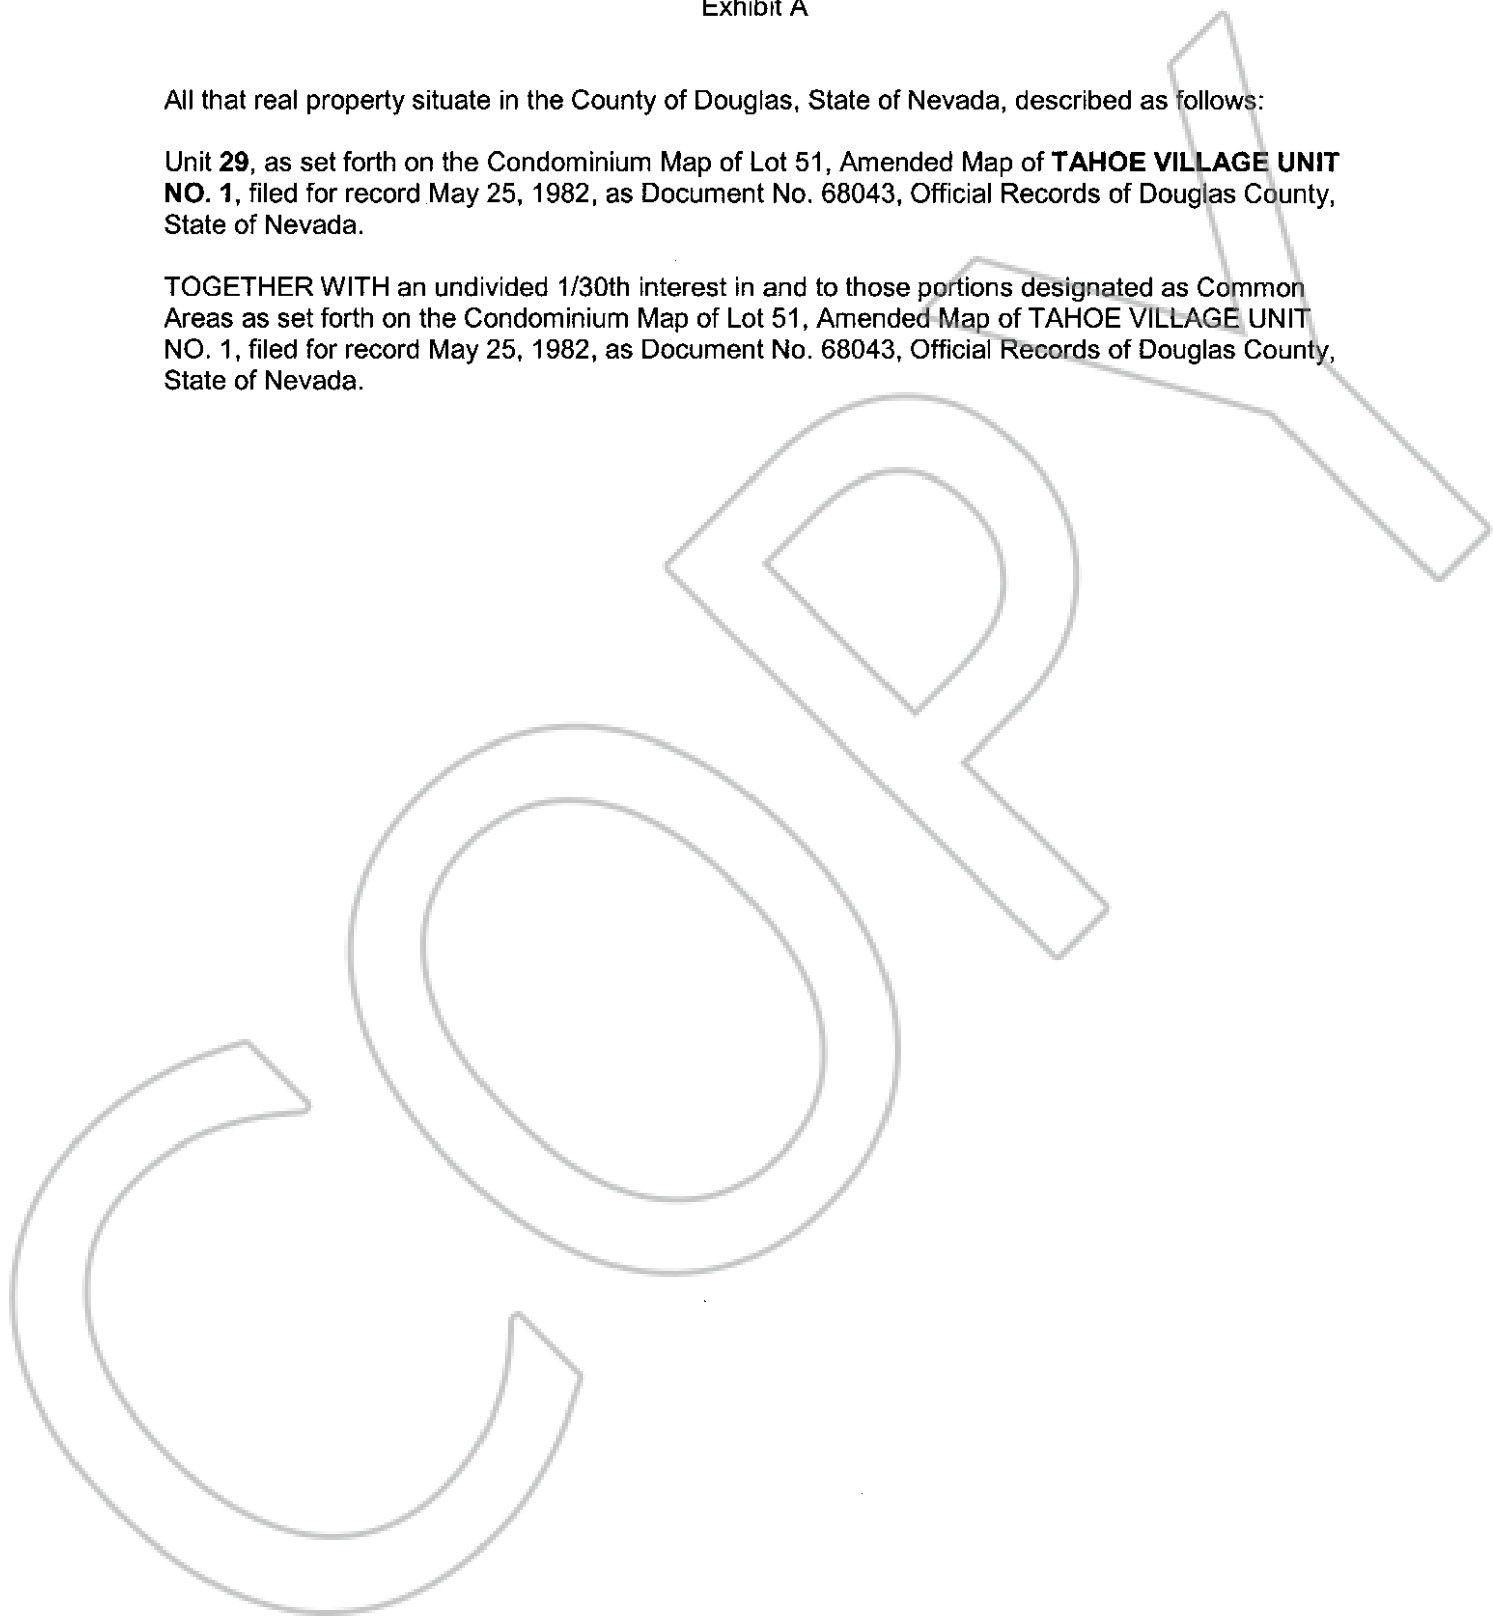 Exhibit A
All that real property situate in the County of Douglas, State of Nevada, described as follows:
Unit 29, as set forth on the Condominium Map of Lot 51, Amended Map of TAHOE VILLAGE UNIT
NO. 1, filed for record May 25, 1982, as Document No. 68043, Official Records of Douglas County,
State of Nevada.
TOGETHER WITH an undivided 1/30th interest in and to those portions designated as Common
Areas as set forth on the Condominium Map of Lot 51, Amended Map of TAHOE VILLAGE UNIT
NO. 1, filed for record May 25, 1982, as Document No. 68043, Official Records of Douglas County,
State of Nevada.
COPY